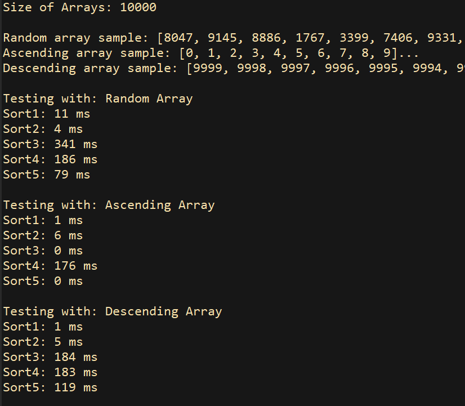 Size of Arrays: 10000
Random array sample: [8047, 9145, 8886, 1767, 3399, 7406, 9331,
Ascending array sample: [0, 1, 2, 3, 4, 5, 6, 7, 8, 9]...
Descending array sample: [9999, 9998, 9997, 9996, 9995, 9994, 99
Testing with: Random Array
Sort1: 11 ms
Sort2: 4 ms
Sort3: 341 ms
Sort4: 186 ms
Sort5: 79 ms
Testing with: Ascending Array
Sort1: 1 ms
Sort2: 6 ms
Sort3: 0 ms
Sort4: 176 ms
Sort5: 0 ms
Testing with: Descending Array
Sort1: 1 ms
Sort2: 5 ms
Sort3: 184 ms
Sort4: 183 ms
Sort5: 119 ms